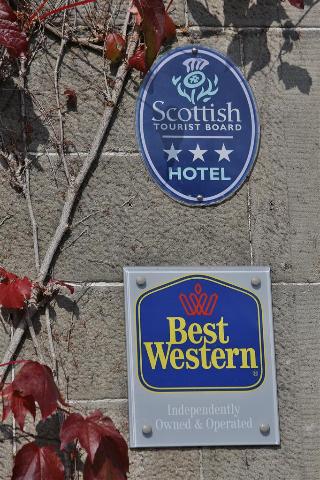 Scottish
TOURIST BOARD
HOTEL
Best
Western
®
Independently
Owned & Operated